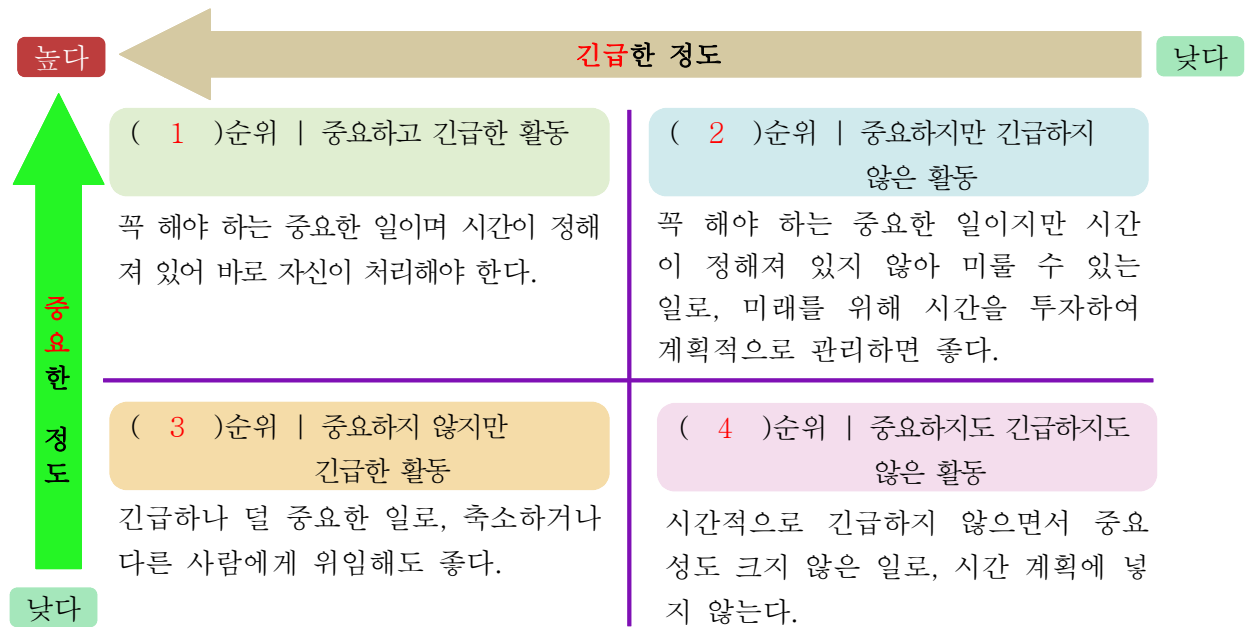 높다
긴급한 정도
낮다
( 1 )순위 | 중요하고 긴급한 활동
꼭 해야 하는 중요한 일이며 시간이 정해
져 있어 바로 자신이 처리해야 한다.
( 2 )순위 | 중요하지만 긴급하지
않은 활동
꼭 해야 하는 중요한 일이지만 시간
이 정해져 있지 않아 미룰 수 있는
일로, 미래를 위해 시간을 투자하여
계획적으로 관리하면 좋다.
중요한 정도
( 3 )순위 | 중요하지 않지만
긴급한 활동
긴급하나 덜 중요한 일로, 축소하거나
다른 사람에게 위임해도 좋다.
( 4 )순위 | 중요하지도 긴급하지도
않은 활동
시간적으로 긴급하지 않으면서 중요
성도 크지 않은 일로, 시간 계획에 넣
지 않는다.
낮다